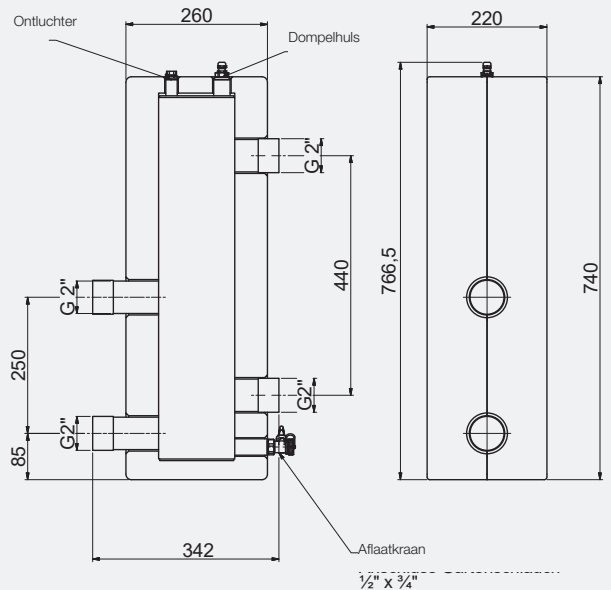 Ontluchter
260
Dompelhuls
220
G 2"
G 2"
440
766,5
740
250
G2"
G2"
85
342
Aflaatkraan
½" x ¾"